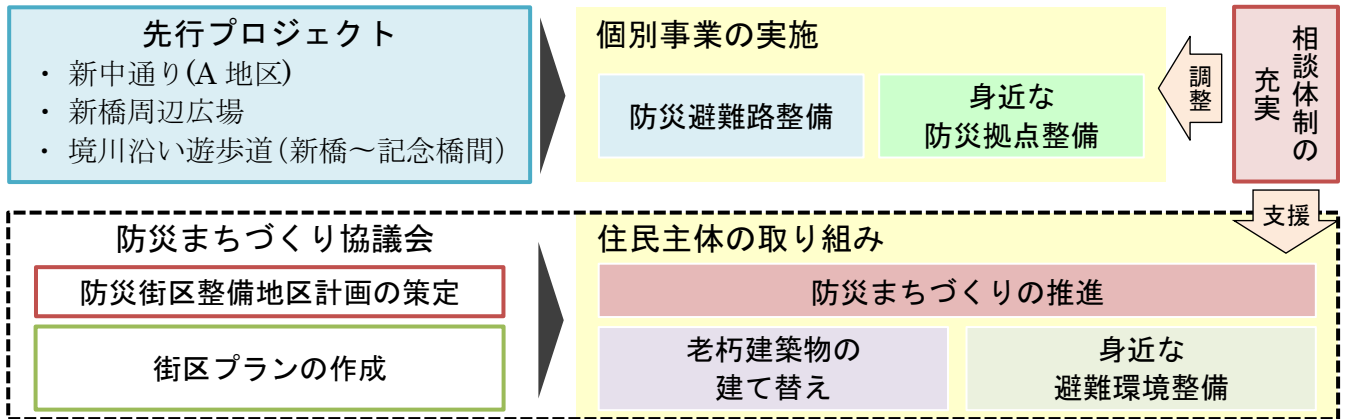 先行プロジェクト
・ 新中通り(A 地区)
・ 新橋周辺広場
・ 境川沿い遊歩道(新橋〜記念橋間)
個別事業の実施
防災避難路整備
身近な
防災拠点整備
調整
相談体制の
充実
支援
防災まちづくり協議会
防災街区整備地区計画の策定
街区プランの作成
住民主体の取り組み
防災まちづくりの推進
老朽建築物の
建て替え
身近な
避難環境整備